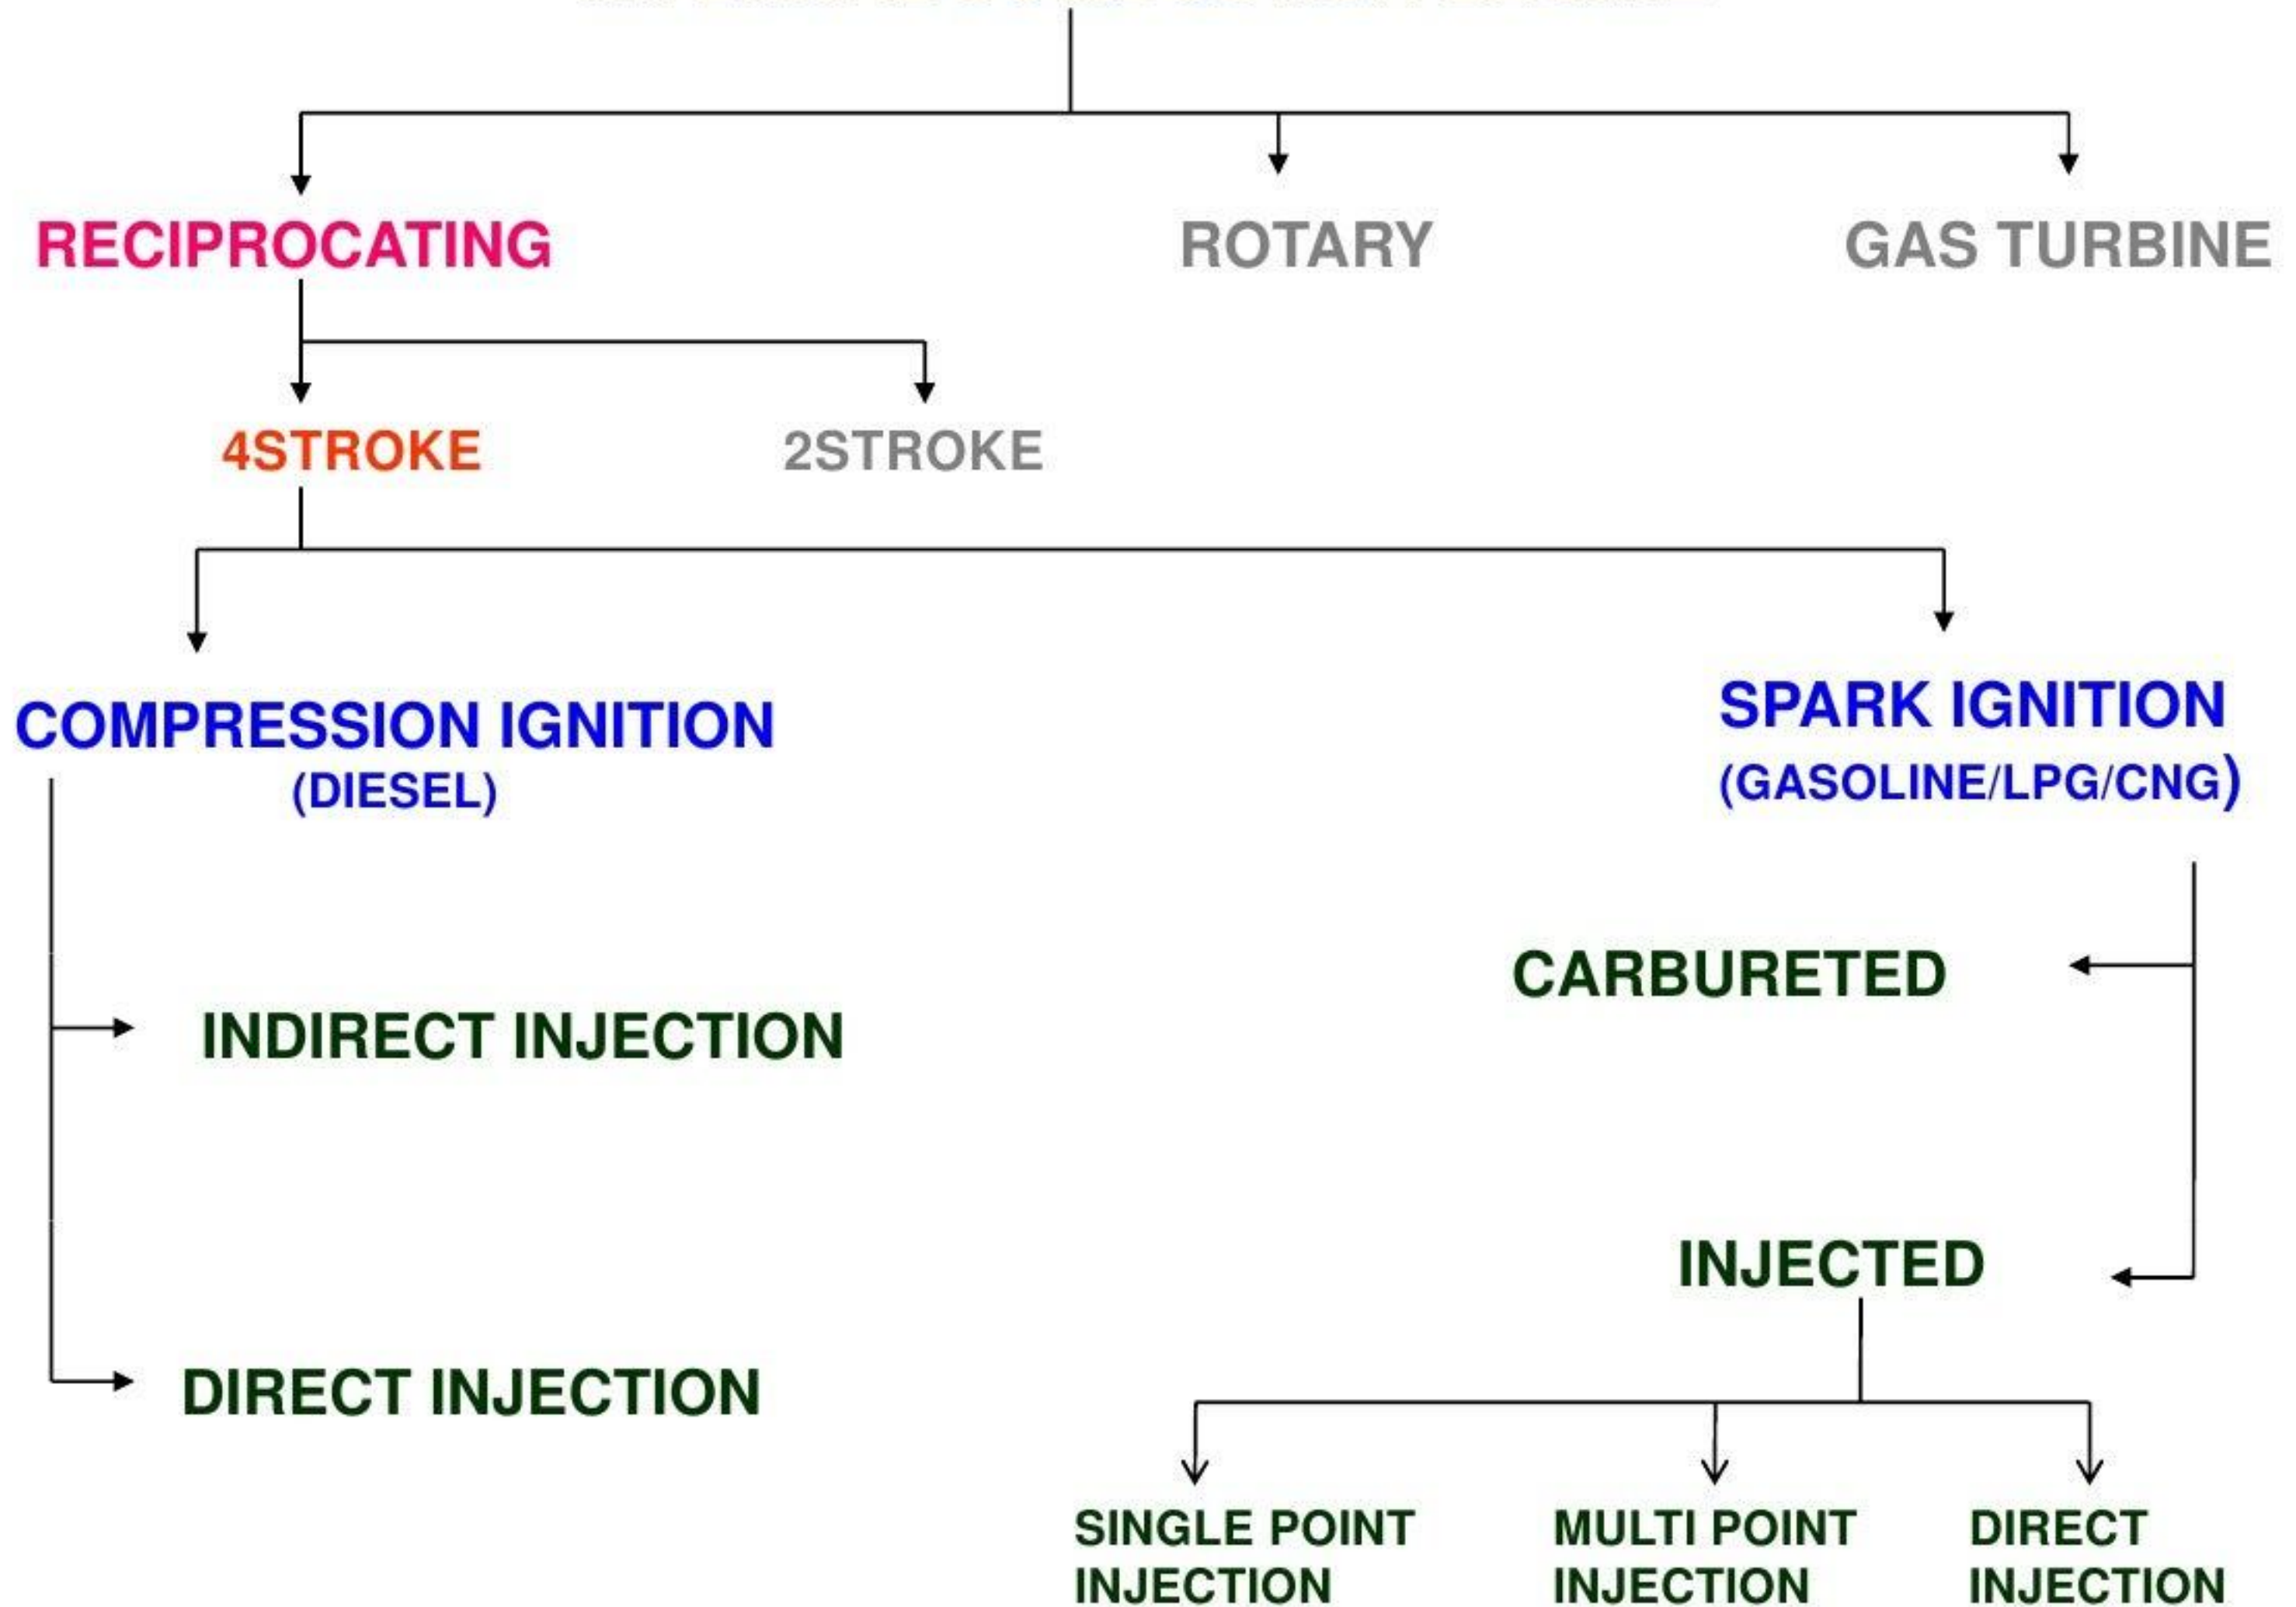 RECIPROCATING
ROTARY
GAS TURBINE
4STROKE
2STROKE
COMPRESSION IGNITION
(DIESEL)
SPARK IGNITION
(GASOLINE/LPG/CNG)
CARBURETED
INDIRECT INJECTION
INJECTED
DIRECT INJECTION
SINGLE POINT
INJECTION
MULTI POINT
INJECTION
DIRECT
INJECTION